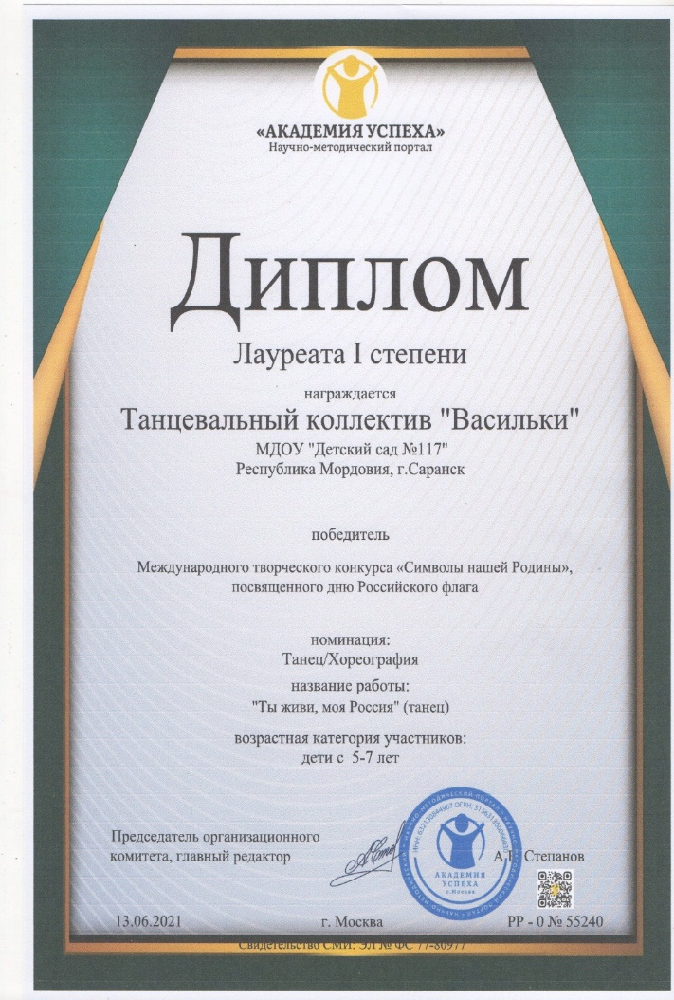 «АКАДЕМИЯ УСПЕХА»
Научно-методический портал
Диплом
Лауреата I степени
награждается
Танцевальный коллектив "Васильки"
МДОУ "Детский сад №117"
Республика Мордовия, г.Саранск
победитель
Международного творческого конкурса «Символы нашей Родины»,
посвященного дню Российского флага
номинация:
Танец/Хореография
название работы:
"Ты живи, моя Россия" (танец)
возрастная категория участников:
дети с 5-7 лет
Председатель организационного
комитета, главный редактор
Степанов
АКАДЕМИЯ
УСПЕХА
г.Москва
13.06.2021
г. Москва
РР - 0 № 55240
Свидетельство СМИ: ЭЛ № ФС 77-80977